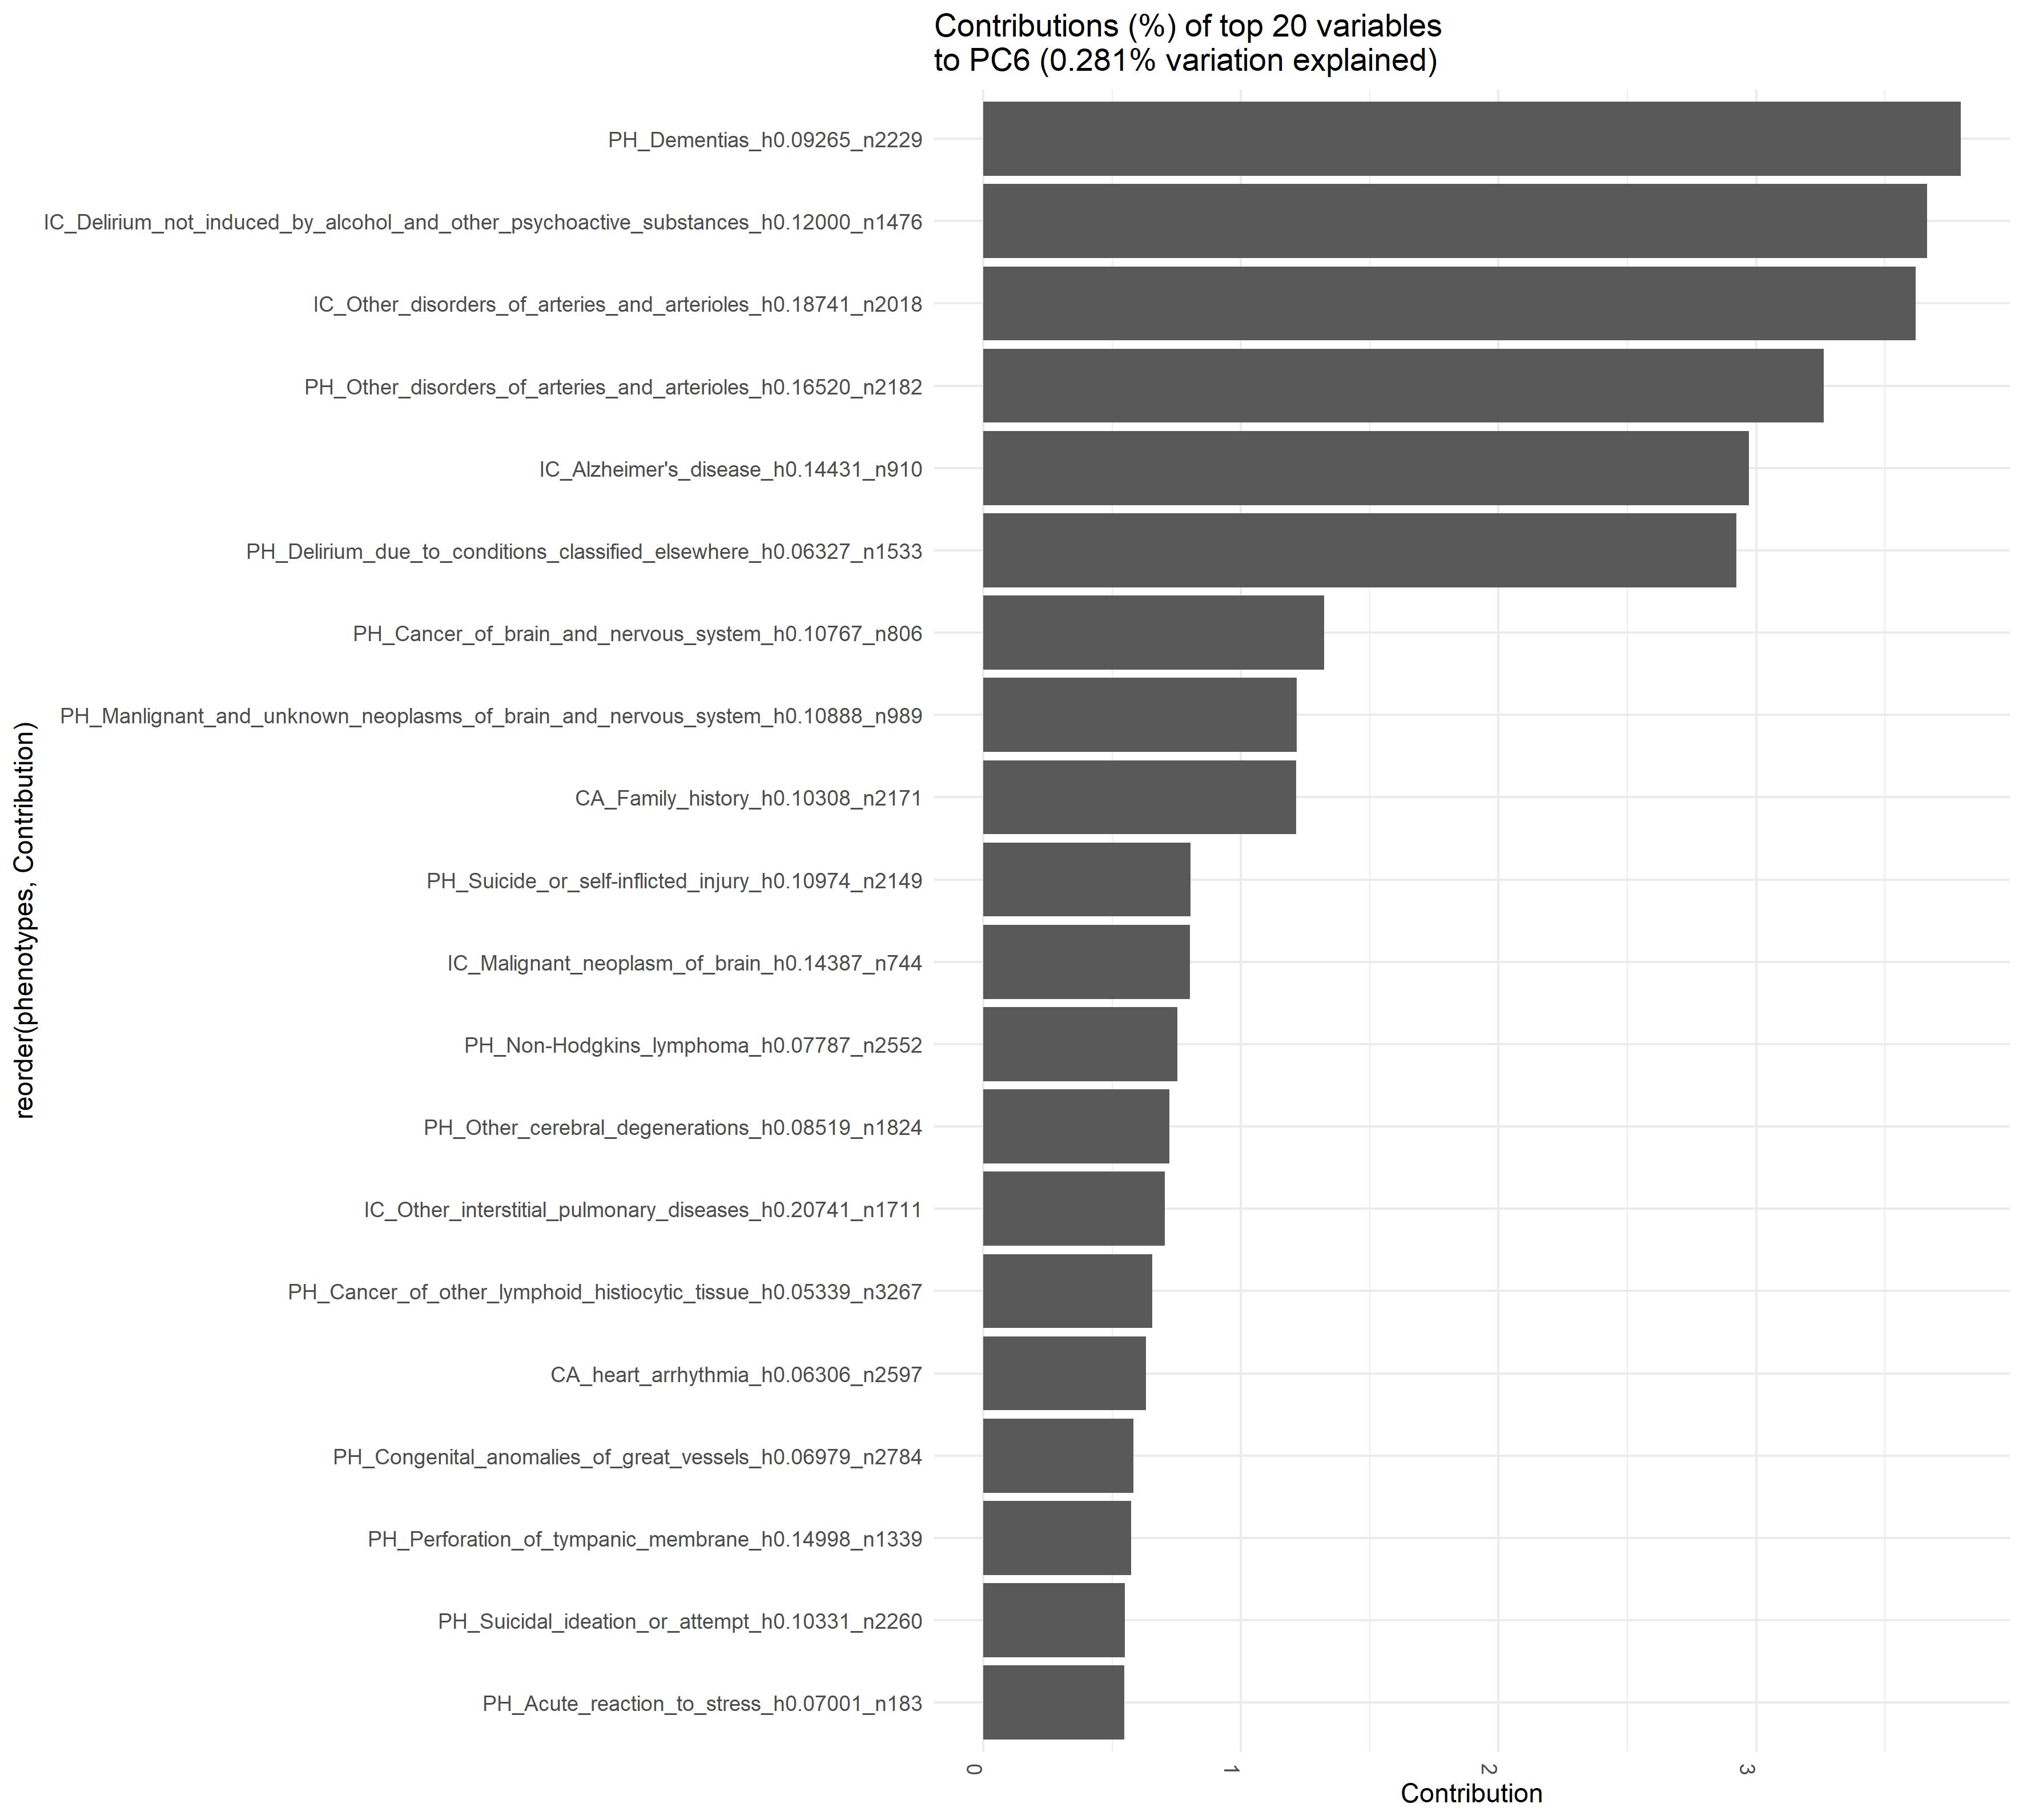 Contributions (%) of top 20 variables
to PC6 (0.281% variation explained)
PH_Dementias_h0.09265_n2229
IC_Delirium_not_induced_by_alcohol_and_other_psychoactive_substances_h0.12000_n1476
IC_Other_disorders_of_arteries_and_arterioles_h0.18741_n2018
PH_Other_disorders_of_arteries_and_arterioles_h0.16520_n2182
IC_Alzheimer's_disease_h0.14431_n910
PH_Delirium_due_to_conditions_classified_elsewhere_h0.06327_n1533
PH_Cancer_of_brain_and_nervous_system_h0.10767_n806
PH_Manlignant_and_unknown_neoplasms_of_brain_and_nervous_system_h0.10888_n989
CA_Family_history_h0.10308_n2171
PH_Suicide_or_self-inflicted_injury_h0.10974_n2149
IC_Malignant_neoplasm_of_brain_h0.14387_n744
PH_Non-Hodgkins_lymphoma_h0.07787_n2552
PH_Other_cerebral_degenerations_h0.08519_n1824
IC_Other_interstitial_pulmonary_diseases_h0.20741_n1711
PH_Cancer_of_other_lymphoid_histiocytic_tissue_h0.05339_n3267
CA_heart_arrhythmia_h0.06306_n2597
PH_Congenital_anomalies_of_great_vessels_h0.06979_n2784
PH_Perforation_of_tympanic_membrane_h0.14998_n1339
PH_Suicidal_ideation_or_attempt_h0.10331_n2260
PH_Acute_reaction_to_stress_h0.07001_n183
reorder(phenotypes, Contribution)
0
1
2
3
Contribution